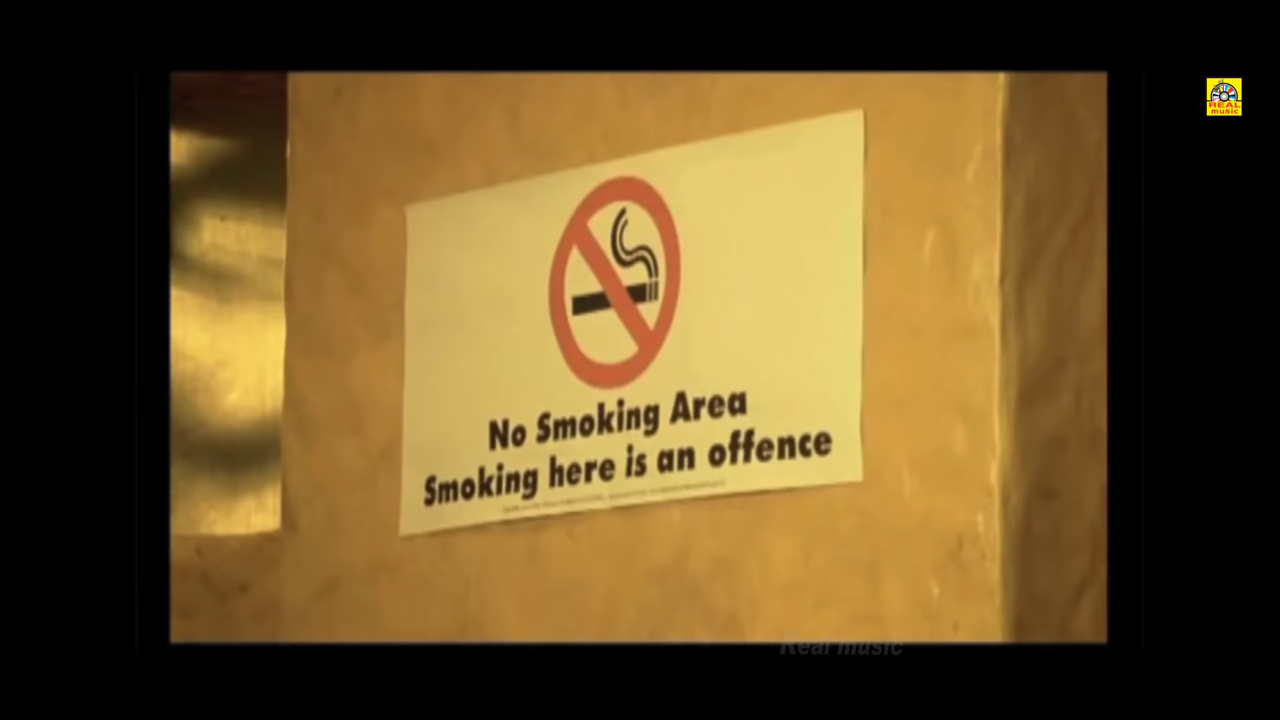 REAL
music
No Smoking Area
Smoking here is an offence
Real music